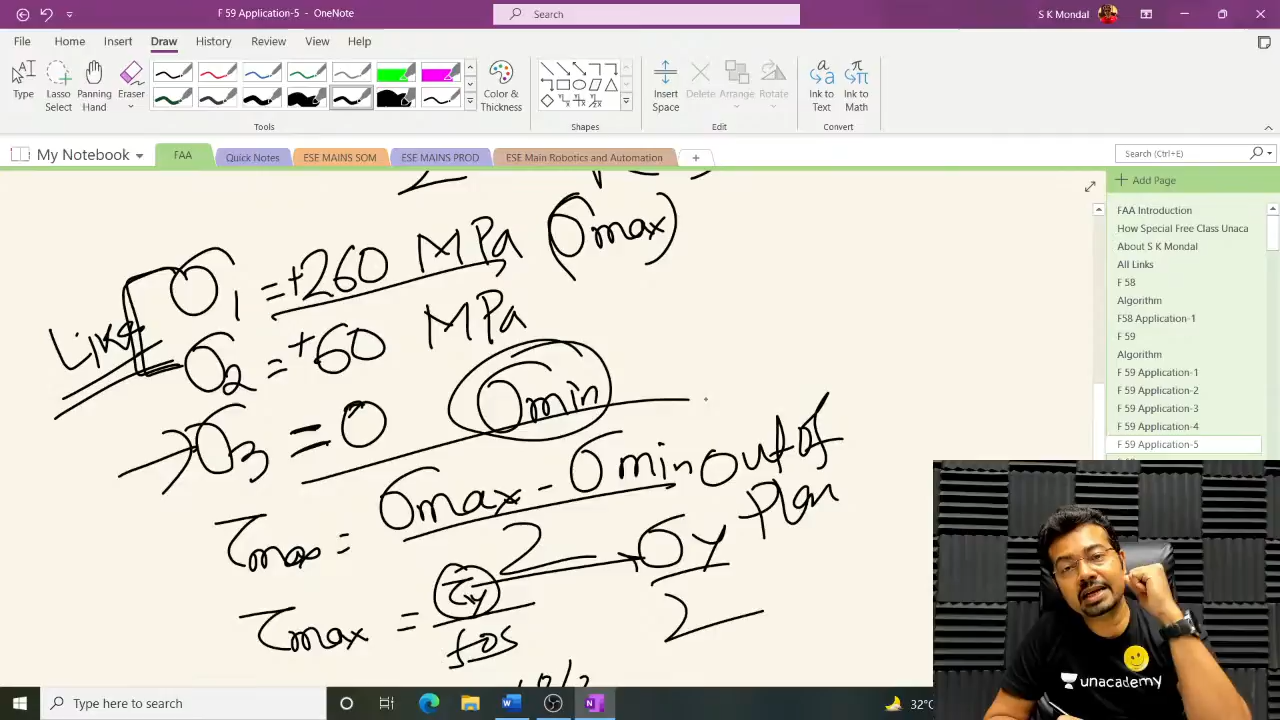 F 59 Application-5 - OneNote
Search
S K Mondal
File Home Insert Draw History Review View Help
Type
Lasso Select
Panning Hand
Eraser
Color & Thickness
Insert Space
Delete
Arrange
Rotate
Ink to Text
Ink to Math
Tools
Shapes
Edit
Convert
My Notebook
FAA
Quick Notes
ESE MAINS SOM
ESE MAINS PROD
ESE Main Robotics and Automation
Search (Ctrl+E)
Add Page
FAA Introduction
How Special Free Class Unaca
About S K Mondal
All Links
F 58
Algorithm
F58 Application-1
F 59
Algorithm
F 59 Application-1
F 59 Application-2
F 59 Application-3
F 59 Application-4
F 59 Application-5
2
Like
σ1 = +260 MPa (σmax)
σ2 = +60 MPa
→ σ3 = 0 σmin
τmax = σmax - σmin out of plan
2
τmax = τy → σy
fos 2
unacademy
Type here to search
32°C